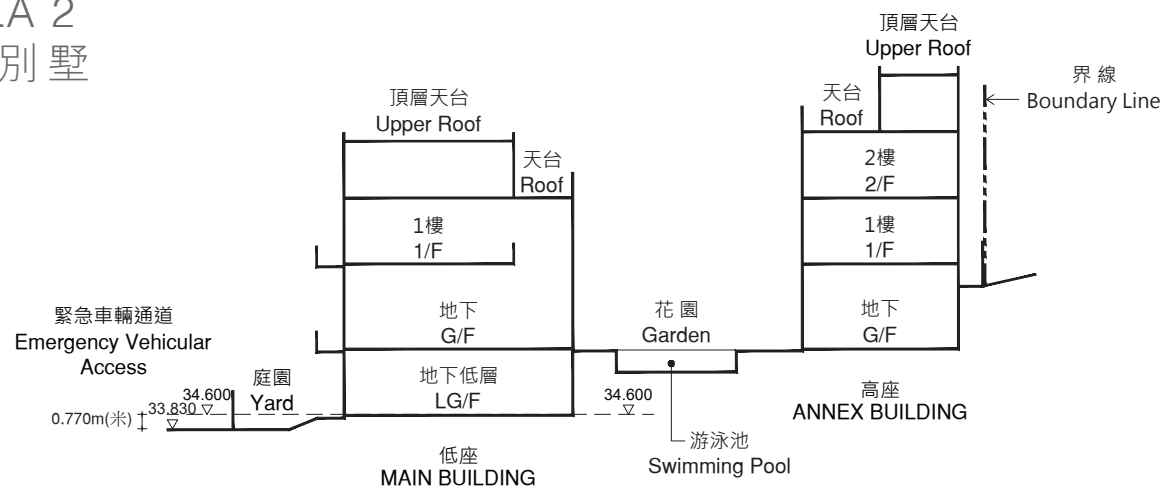 2
別墅
頂層天台
Upper Roof
天台
Roof
1樓
1/F
地下
G/F
地下低層
LG/F
緊急車輛通道
Emergency Vehicular
Access
庭園
Yard
34.600
33.830
0.770m(米)
低座
MAIN BUILDING
花園
Garden
34.600
游泳池
Swimming Pool
頂層天台
Upper Roof
天台
Roof
2樓
2/F
1樓
1/F
地下
G/F
高座
ANNEX BUILDING
界線
Boundary Line